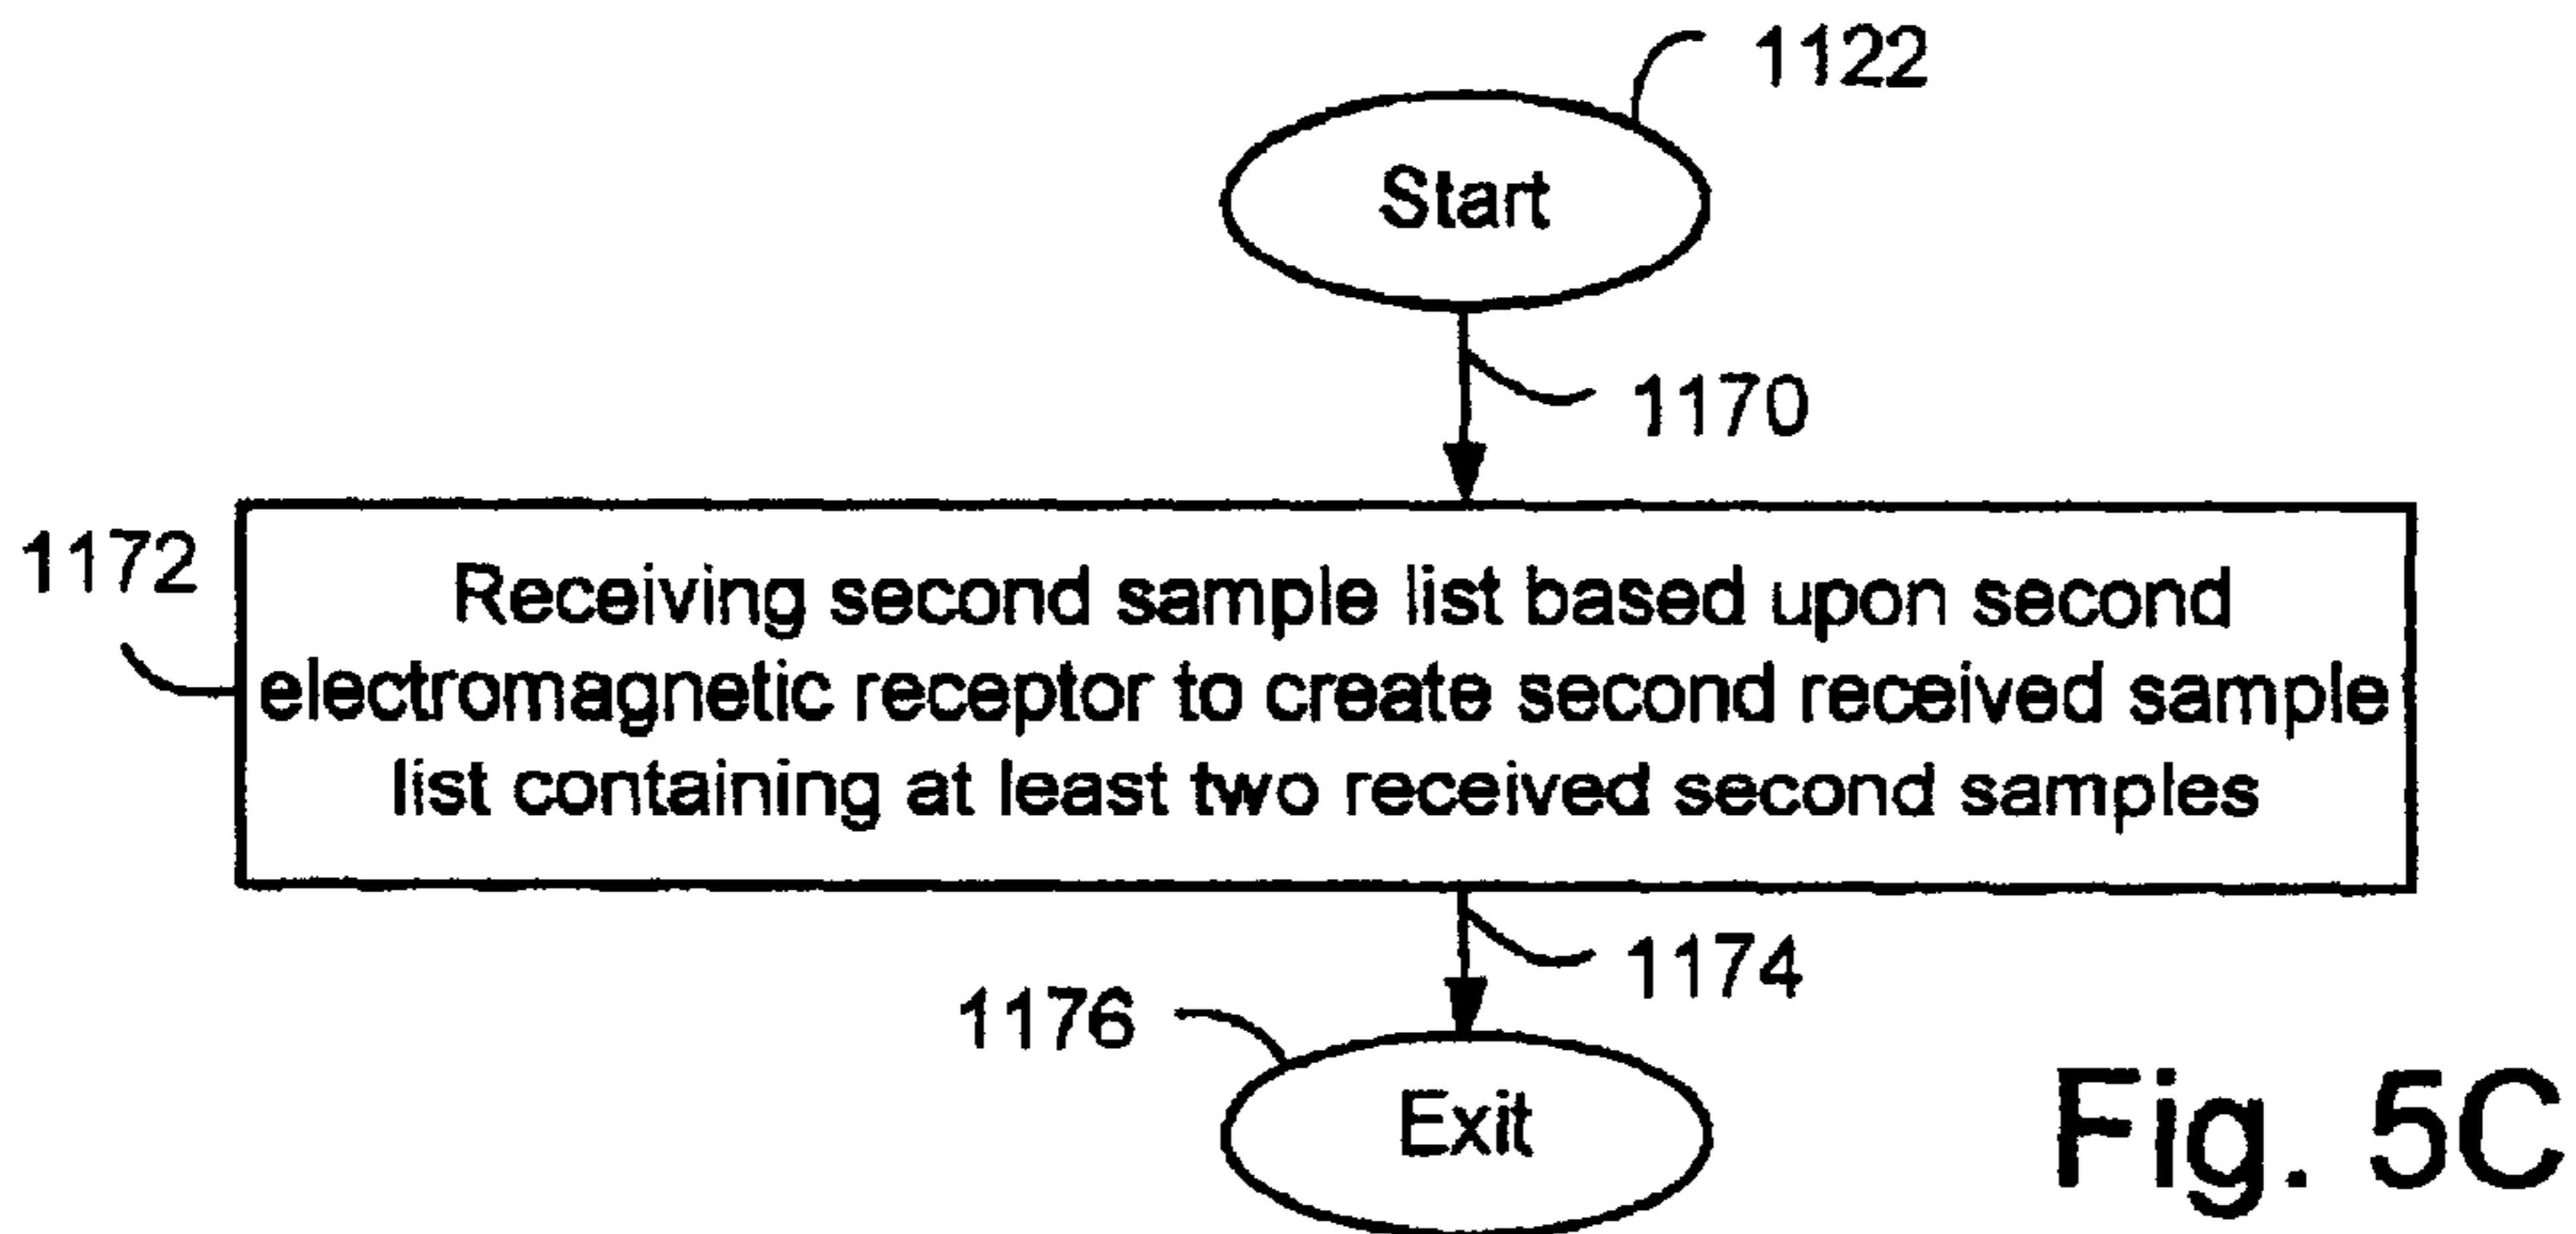 1122
Start
1170
1172
Receiving second sample list based upon second
electromagnetic receptor to create second received sample
list containing at least two received second samples
1174
1176
Exit
Fig. 5C